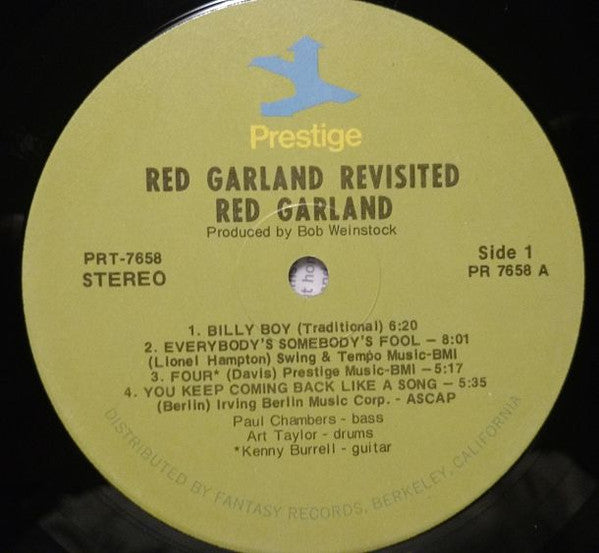 Prestige
RED GARLAND REVISITED
RED GARLAND
Produced by Bob Weinstock
PRT-7658
STEREO
Side 1
PR 7658 A
1. BILLY BOY (Traditional) 6:20
2. EVERYBODY'S SOMEBODY'S FOOL – 8:01
(Lionel Hampton) Swing & Tempo Music-BMI
3. FOUR* (Davis) Prestige Music-BMI – 5:17
4. YOU KEEP COMING BACK LIKE A SONG – 5:35
(Berlin) Irving Berlin Music Corp. - ASCAP
Paul Chambers - bass
Art Taylor - drums
*Kenny Burrell - guitar
DISTRIBUTED BY FANTASY RECORDS, BERKELEY, CALIFORNIA